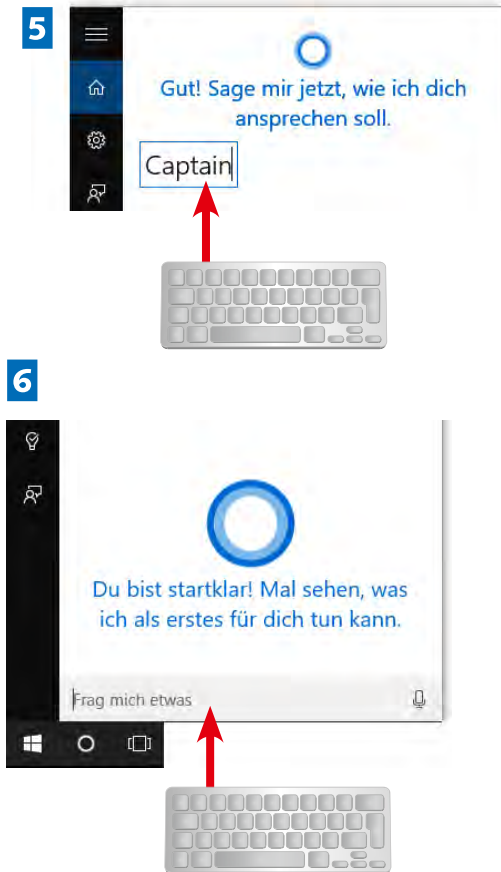 5
Gut! Sage mir jetzt, wie ich dich
ansprechen soll.
Captain
6
Du bist startklar! Mal sehen, was
ich als erstes für dich tun kann.
Frag mich etwas